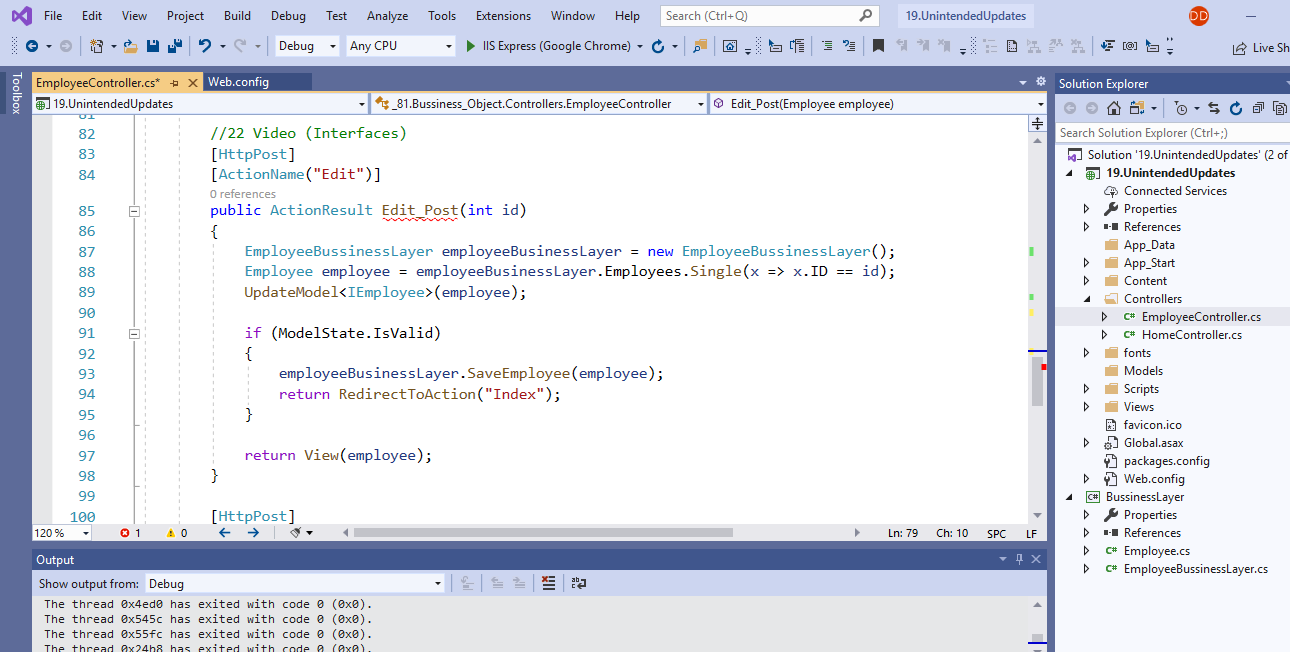 File Edit View Project Build Debug Test Analyze Tools Extensions Window Help Search (Ctrl+Q) 19.UnintendedUpdates DD
Debug Any CPU IIS Express (Google Chrome) Live Sh
Toolbox
EmployeeController.cs* Web.config
19.UnintendedUpdates _81.Bussiness_Object.Controllers.EmployeeController Edit_Post(Employee employee)
81
82 //22 Video (Interfaces)
83 [HttpPost]
84 [ActionName("Edit")]
0 references
85 public ActionResult Edit_Post(int id)
86 {
87 EmployeeBussinessLayer employeeBusinessLayer = new EmployeeBussinessLayer();
88 Employee employee = employeeBusinessLayer.Employees.Single(x => x.ID == id);
89 UpdateModel<IEmployee>(employee);
90
91 if (ModelState.IsValid)
92 {
93 employeeBusinessLayer.SaveEmployee(employee);
94 return RedirectToAction("Index");
95 }
96
97 return View(employee);
98 }
99
100 [HttpPost]
120 % 1 0 Ln: 79 Ch: 10 SPC LF
Output
Show output from: Debug
The thread 0x4ed0 has exited with code 0 (0x0).
The thread 0x545c has exited with code 0 (0x0).
The thread 0x55fc has exited with code 0 (0x0).
The thread 0x24b8 has exited with code 0 (0x0).
Solution Explorer
Search Solution Explorer (Ctrl+;)
Solution '19.UnintendedUpdates' (2 of
19.UnintendedUpdates
Connected Services
Properties
References
App_Data
App_Start
Content
Controllers
C# EmployeeController.cs
C# HomeController.cs
fonts
Models
Scripts
Views
favicon.ico
Global.asax
packages.config
Web.config
C# BussinessLayer
Properties
References
C# Employee.cs
C# EmployeeBussinessLayer.cs